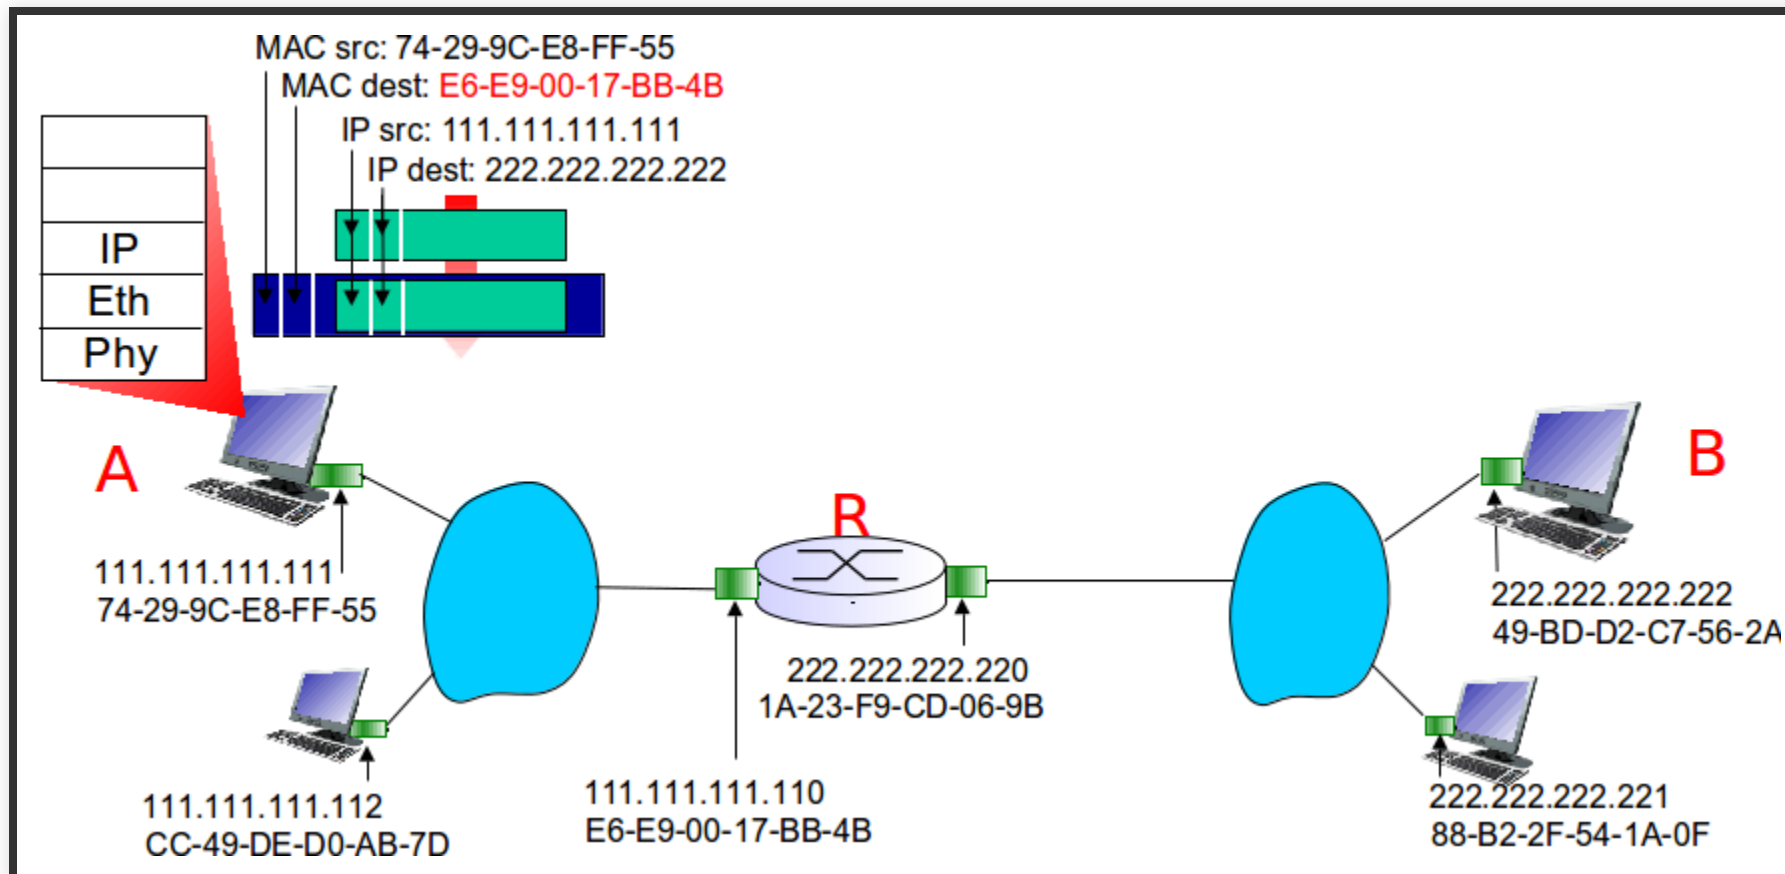 MAC src: 74-29-9C-E8-FF-55
MAC dest: E6-E9-00-17-BB-4B
IP src: 111.111.111.111
IP dest: 222.222.222.222
IP
Eth
Phy
A
111.111.111.111
74-29-9C-E8-FF-55
111.111.111.112
CC-49-DE-D0-AB-7D
R
222.222.222.220
1A-23-F9-CD-06-9B
111.111.111.110
E6-E9-00-17-BB-4B
B
222.222.222.222
49-BD-D2-C7-56-2A
222.222.222.221
88-B2-2F-54-1A-0F